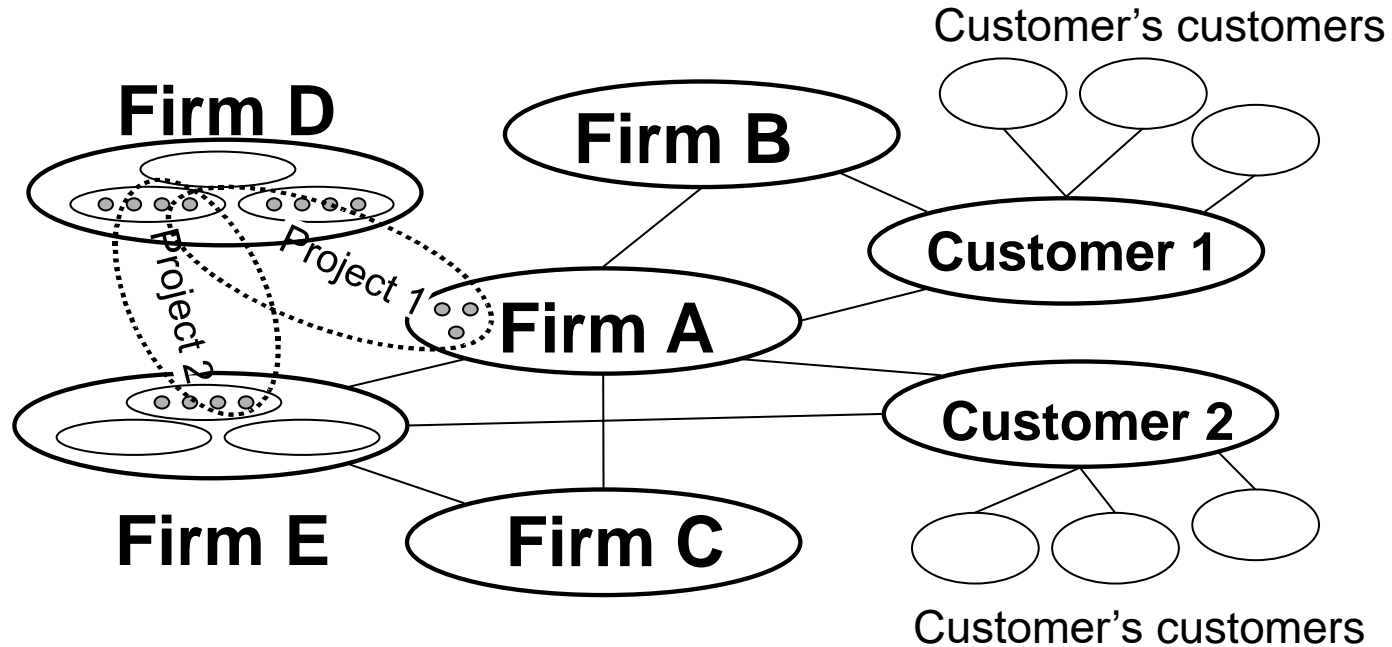 Customer’s customers
Firm D
Firm B
Project 1
Customer 1
Project 2
Firm A
Customer 2
Firm E
Firm C
Customer’s customers